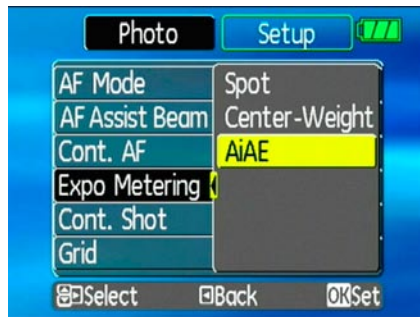 Photo Setup
AF Mode Spot
AF Assist Beam Center-Weight
Cont. AF AiAE
Expo Metering
Cont. Shot
Grid
Select Back OK Set